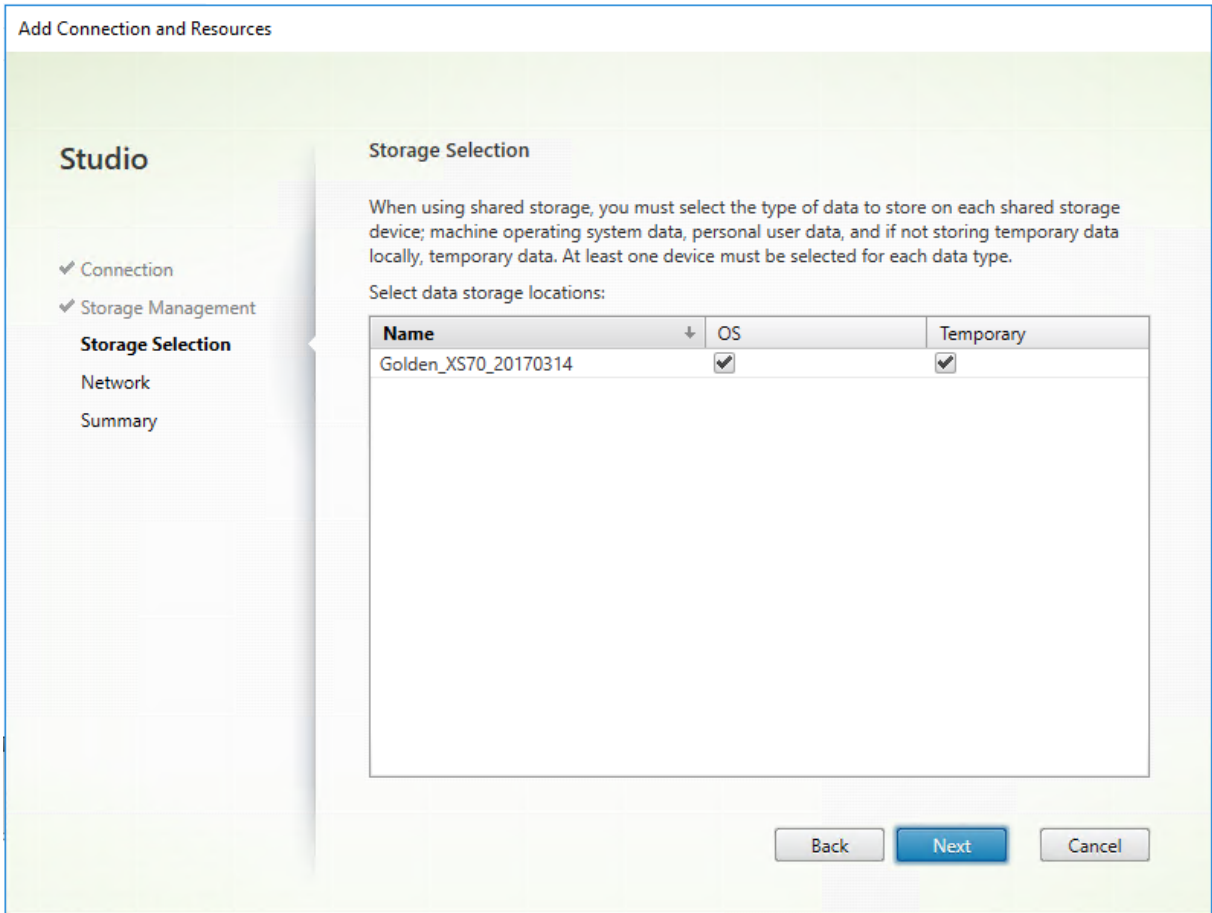 Add Connection and Resources
Studio
Connection
Storage Management
Storage Selection
Network
Summary
Storage Selection
When using shared storage, you must select the type of data to store on each shared storage
device; machine operating system data, personal user data, and if not storing temporary data
locally, temporary data. At least one device must be selected for each data type.
Select data storage locations:
Name OS Temporary
Golden_XS70_20170314
Back Next Cancel